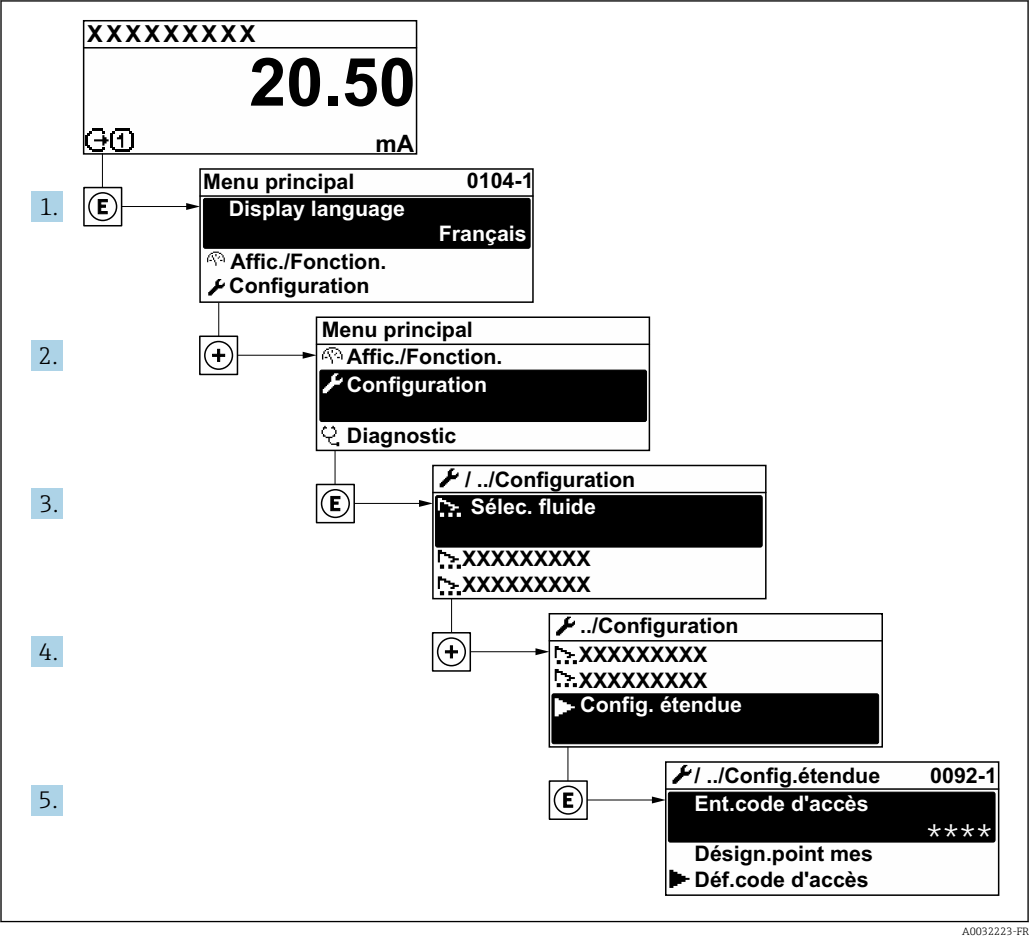 XXXXXXXXX
20.50
1 mA
1.
E
Menu principal 0104-1
Display language
Français
Affic./Fonction.
Configuration
2.
+
Menu principal
Affic./Fonction.
Configuration
Diagnostic
3.
E
/ ../Configuration
Sélec. fluide
XXXXXXXXX
XXXXXXXXX
4.
+
../Configuration
XXXXXXXXX
XXXXXXXXX
Config. étendue
5.
E
/ ../Config.étendue 0092-1
Ent.code d'accès
****
Désign.point mes
Déf.code d'accès
A0032223-FR